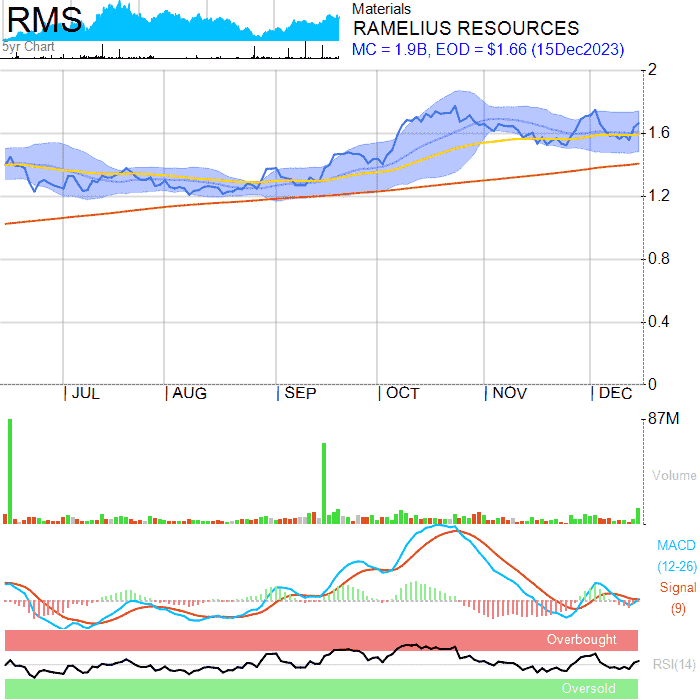 RMS
5yr Chart
Materials
RAMELIUS RESOURCES
MC = 1.9B, EOD = $1.66 (15Dec2023)
2
1.6
1.2
0.8
0.4
0
JUL AUG SEP OCT NOV DEC
87M
Volume
MACD
(12-26)
Signal
(9)
Overbought
RSI(14)
Oversold